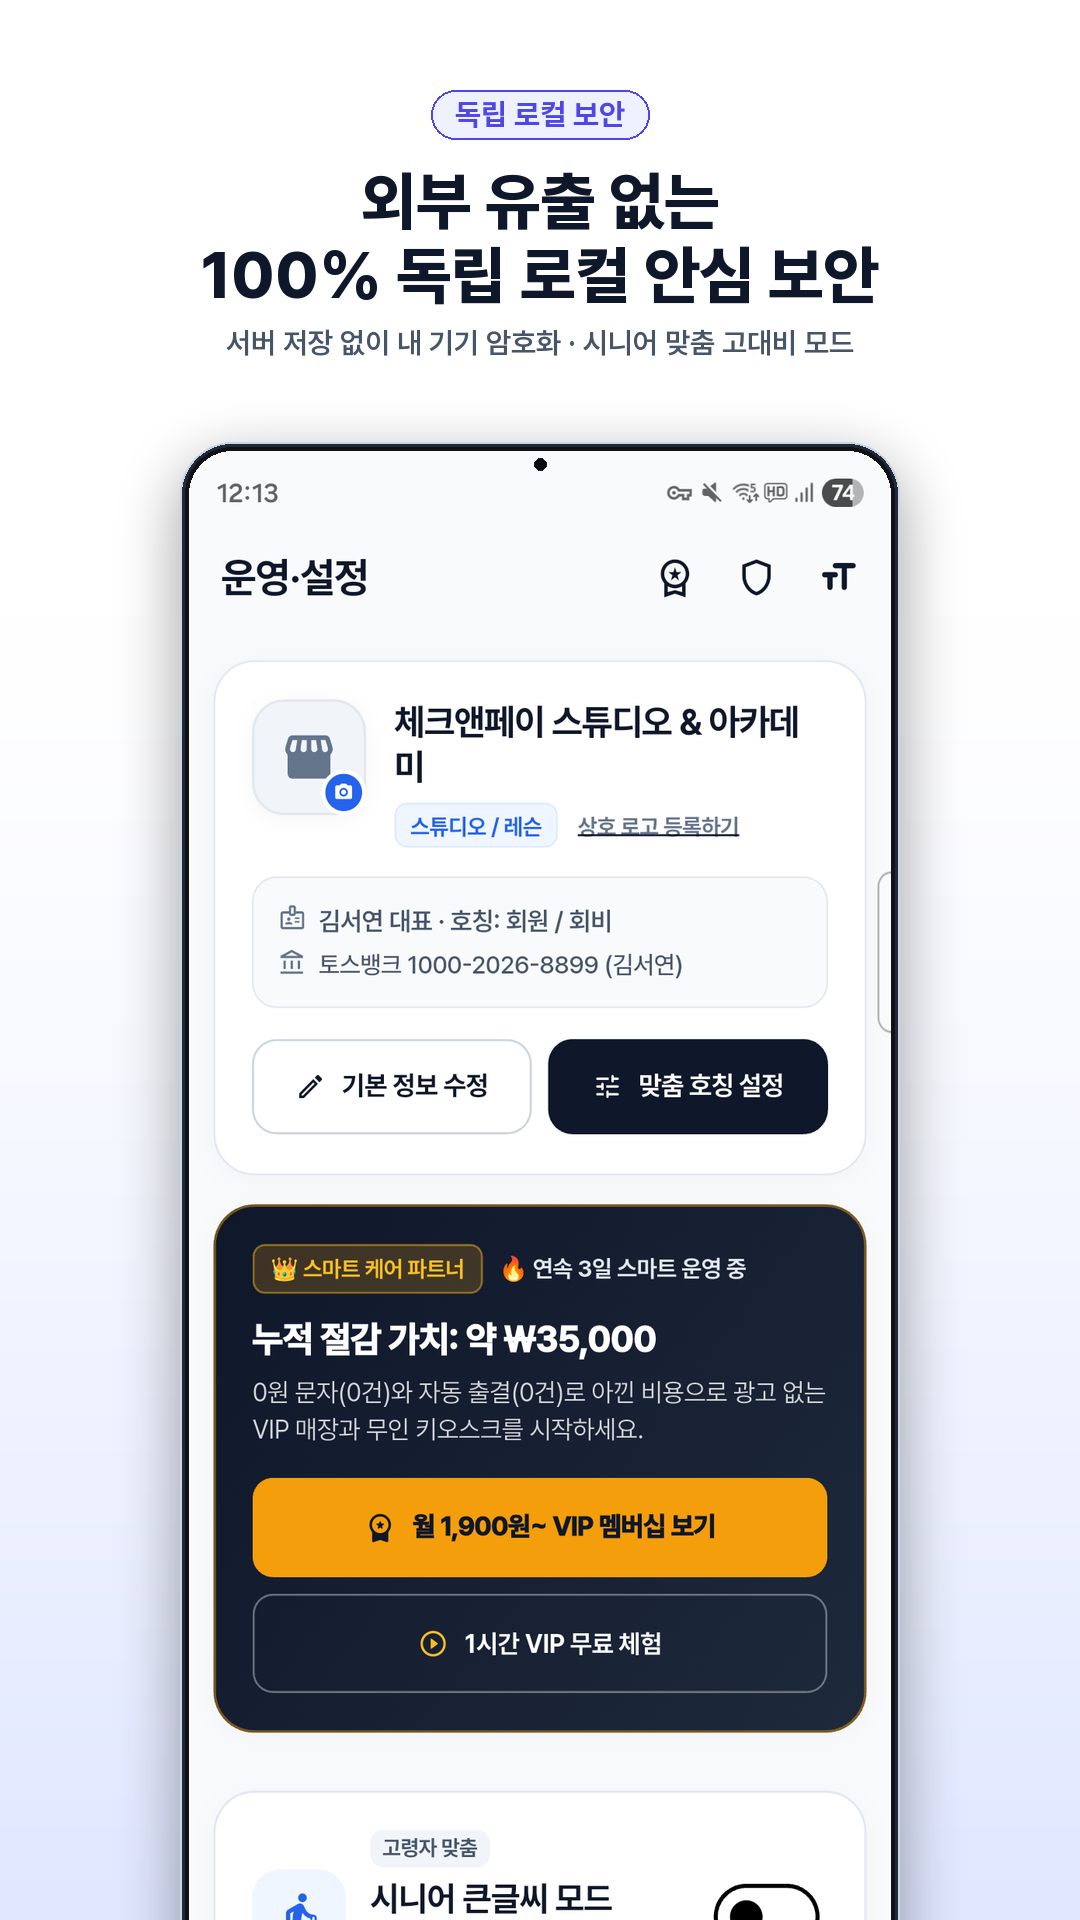 독립 로컬 보안
외부 유출 없는
100% 독립 로컬 안심 보안
서버 저장 없이 내 기기 암호화 · 시니어 맞춤 고대비 모드
12:13
5
HD
74
운영·설정
체크앤페이 스튜디오 & 아카데
미
스튜디오 / 레슨
상호 로고 등록하기
김서연 대표 · 호칭: 회원 / 회비
토스뱅크 1000-2026-8899 (김서연)
기본 정보 수정
맞춤 호칭 설정
👑 스마트 케어 파트너
🔥 연속 3일 스마트 운영 중
누적 절감 가치: 약 ₩35,000
0원 문자(0건)와 자동 출결(0건)로 아낀 비용으로 광고 없는
VIP 매장과 무인 키오스크를 시작하세요.
월 1,900원~ VIP 멤버십 보기
1시간 VIP 무료 체험
고령자 맞춤
시니어 큰글씨 모드